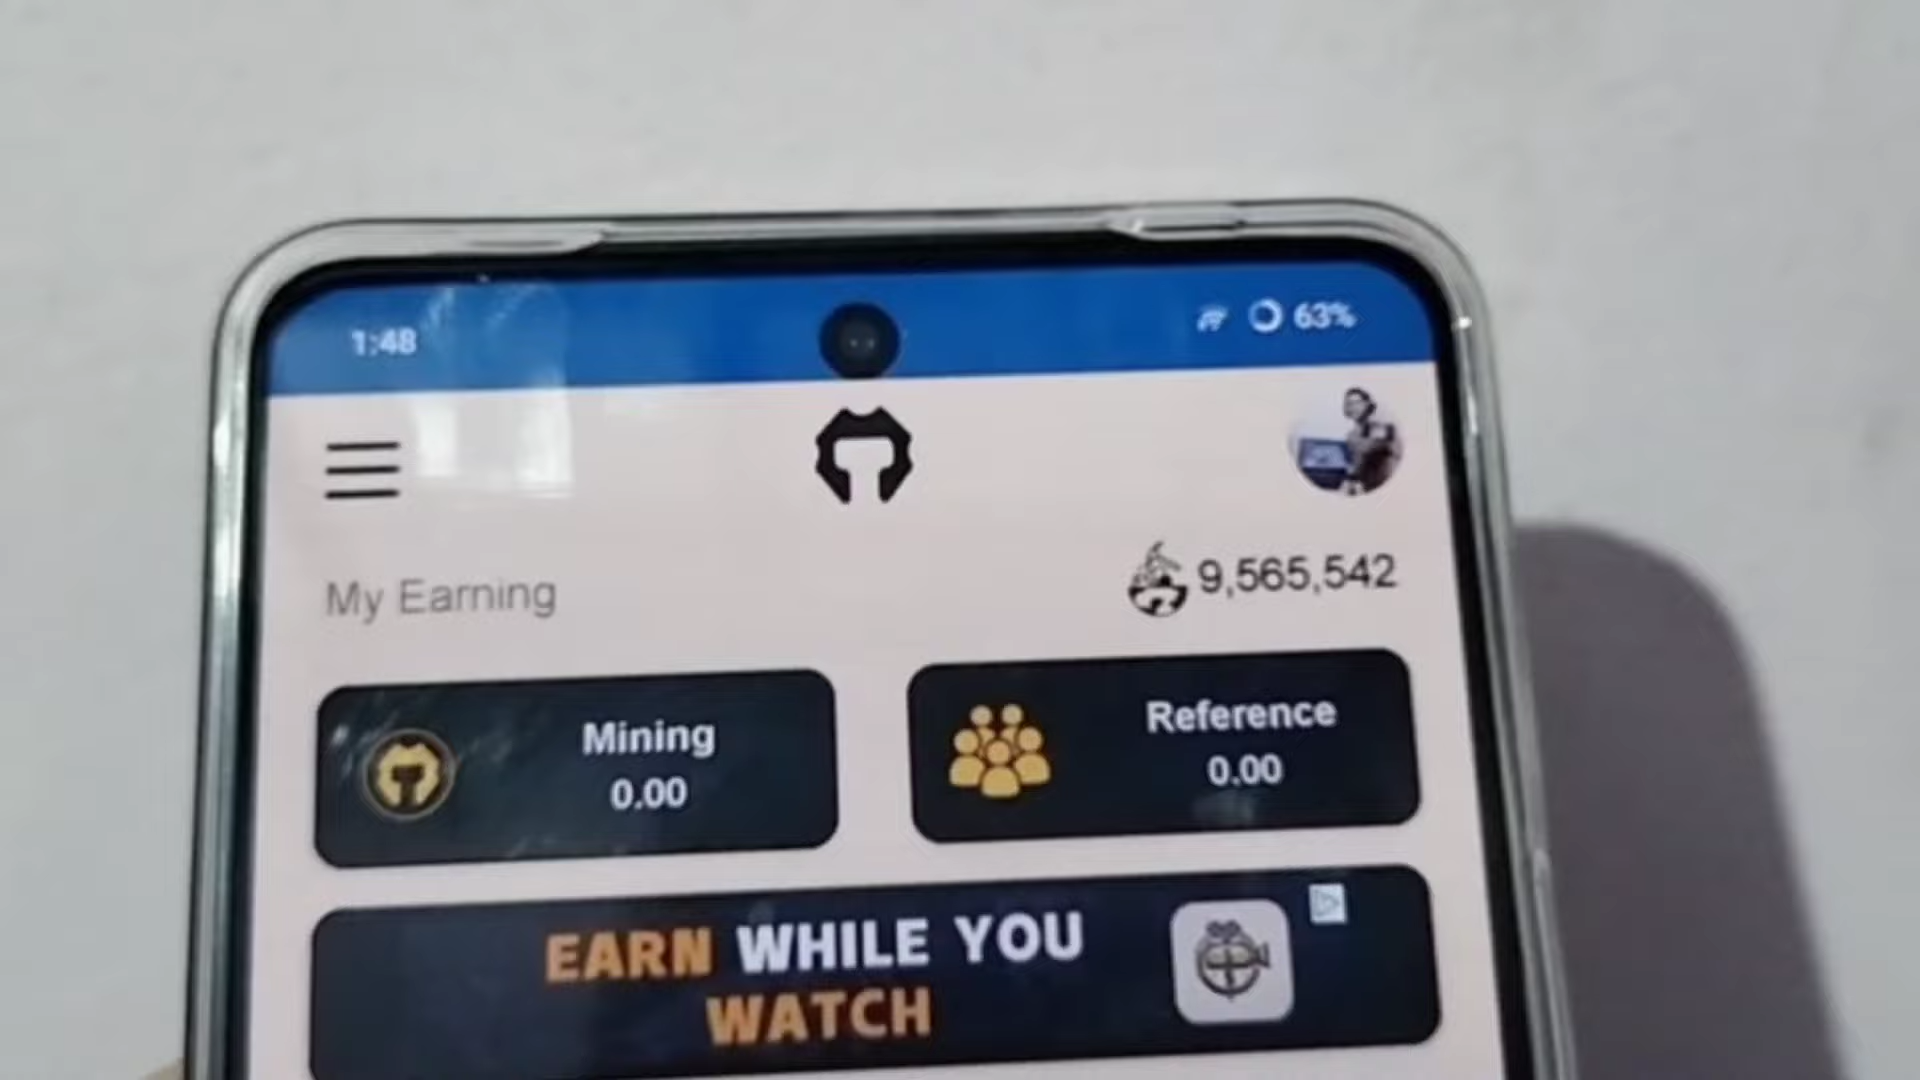 1:48
63%
My Earning
9,565,542
Mining
0.00
Reference
0.00
EARN WHILE YOU
WATCH